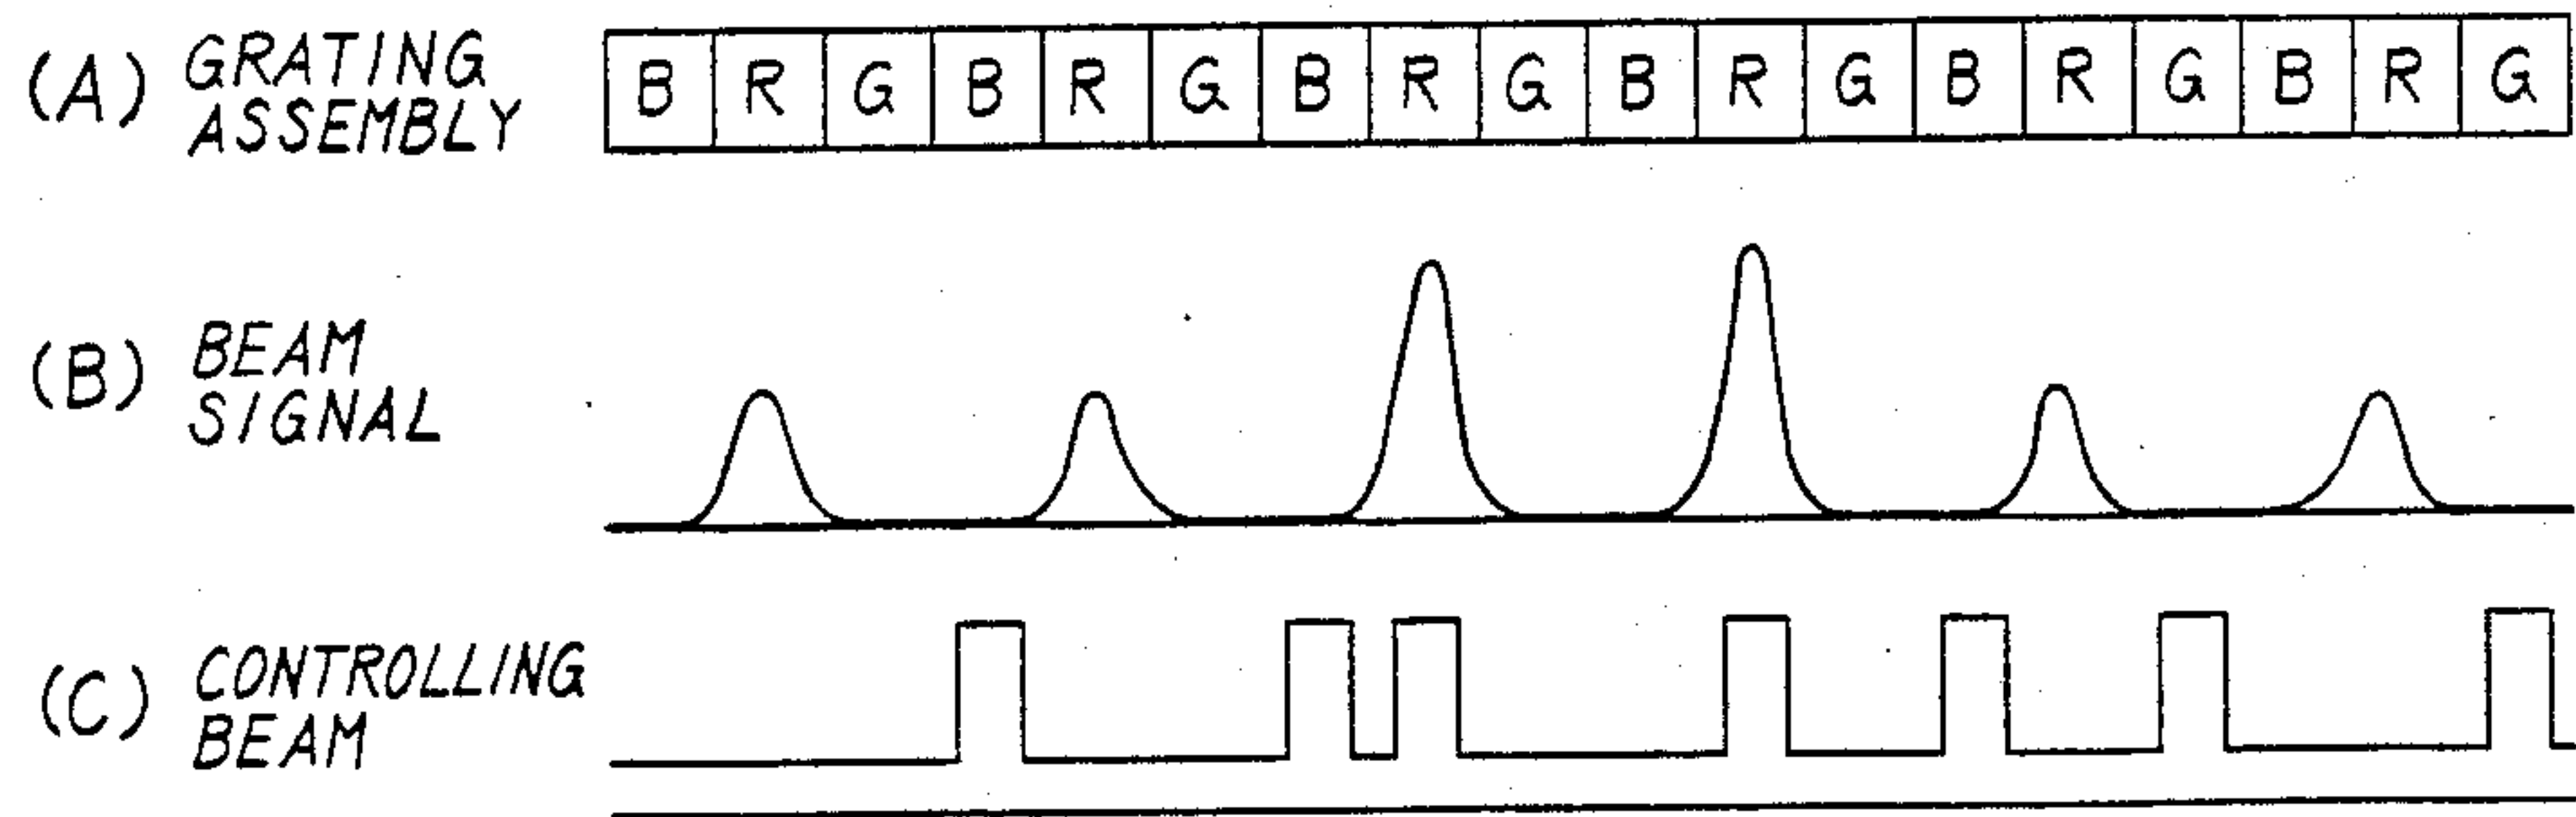 (A) GRATING ASSEMBLY
B R G B R G B R G B R G B R G B R G
(B) BEAM SIGNAL
(C) CONTROLLING BEAM